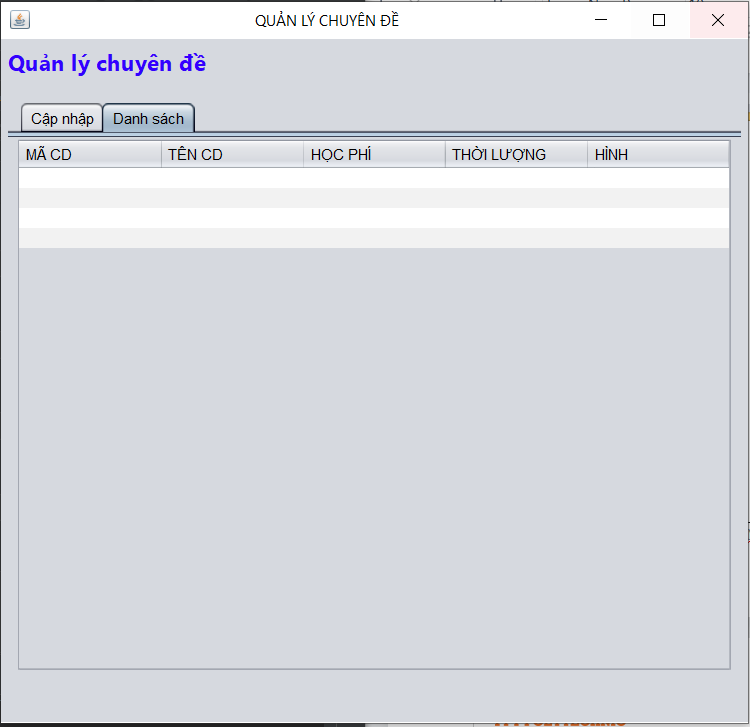 QUẢN LÝ CHUYÊN ĐỀ
Quản lý chuyên đề
Cập nhập Danh sách
MÃ CD TÊN CD HỌC PHÍ THỜI LƯỢNG HÌNH